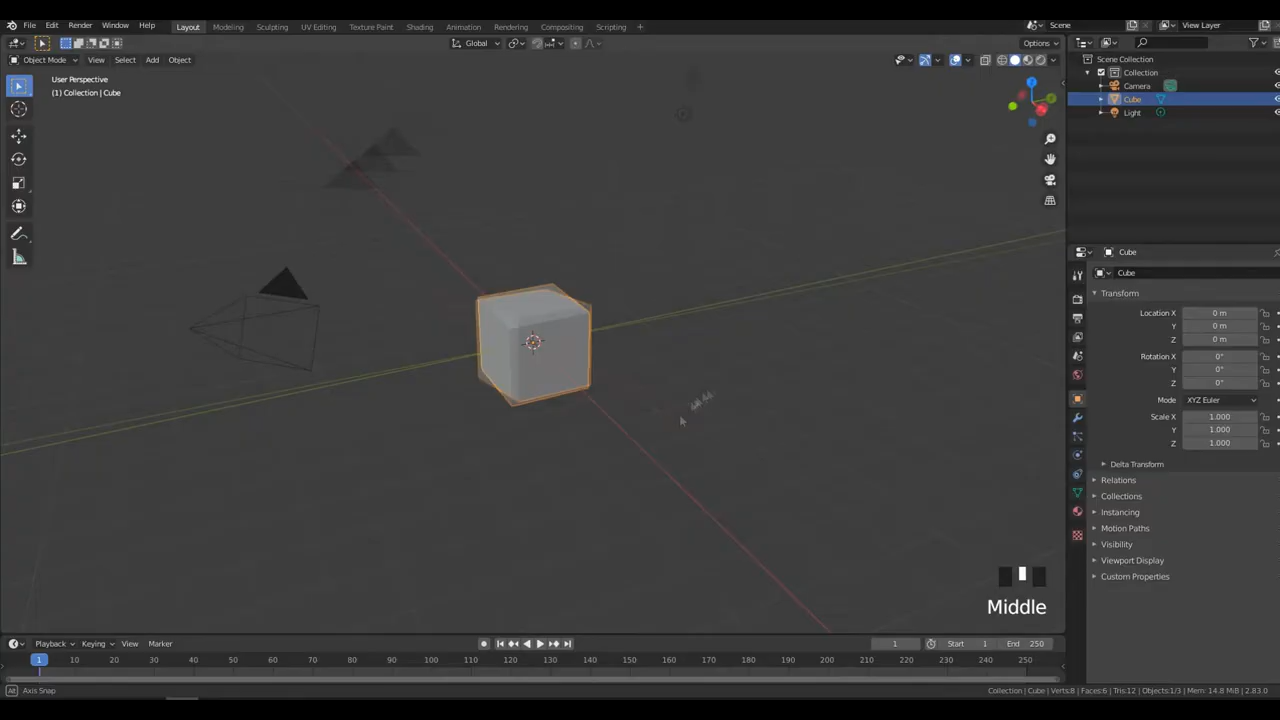 File Edit Render Window Help Layout Modeling Sculpting UV Editing Texture Paint Shading Animation Rendering Compositing Scripting + Scene View Layer
Global Options
Object Mode View Select Add Object
User Perspective
(1) Collection | Cube
Scene Collection
Collection
Camera
Cube
Light
Cube
Cube
Transform
Location X 0 m
Y 0 m
Z 0 m
Rotation X 0°
Y 0°
Z 0°
Mode XYZ Euler
Scale X 1.000
Y 1.000
Z 1.000
Delta Transform
Relations
Collections
Instancing
Motion Paths
Visibility
Viewport Display
Custom Properties
Middle
Playback Keying View Marker 1 Start 1 End 250
1 10 20 30 40 50 60 70 80 90 100 110 120 130 140 150 160 170 180 190 200 210 220 230 240 250
Alt Axis Snap Collection | Cube | Verts:8 | Faces:6 | Tris:12 | Objects:1/3 | Mem: 14.8 MiB | 2.83.0